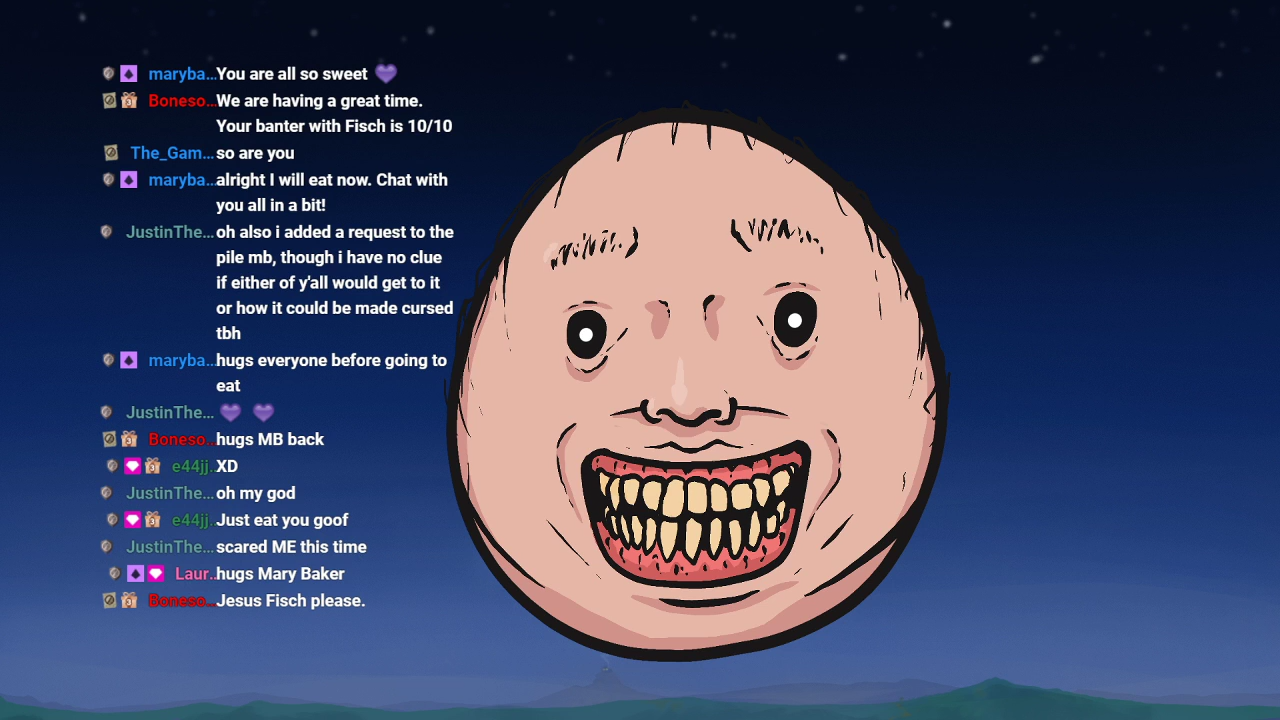 maryba... You are all so sweet
Boneso... We are having a great time.
Your banter with Fisch is 10/10
The_Gam... so are you
maryba... alright I will eat now. Chat with
you all in a bit!
JustinThe... oh also i added a request to the
pile mb, though i have no clue
if either of y'all would get to it
or how it could be made cursed
tbh
maryba... hugs everyone before going to
eat
JustinThe...
Boneso... hugs MB back
e44jj... XD
JustinThe... oh my god
e44jj... Just eat you goof
JustinThe... scared ME this time
Laur... hugs Mary Baker
Boneso... Jesus Fisch please.